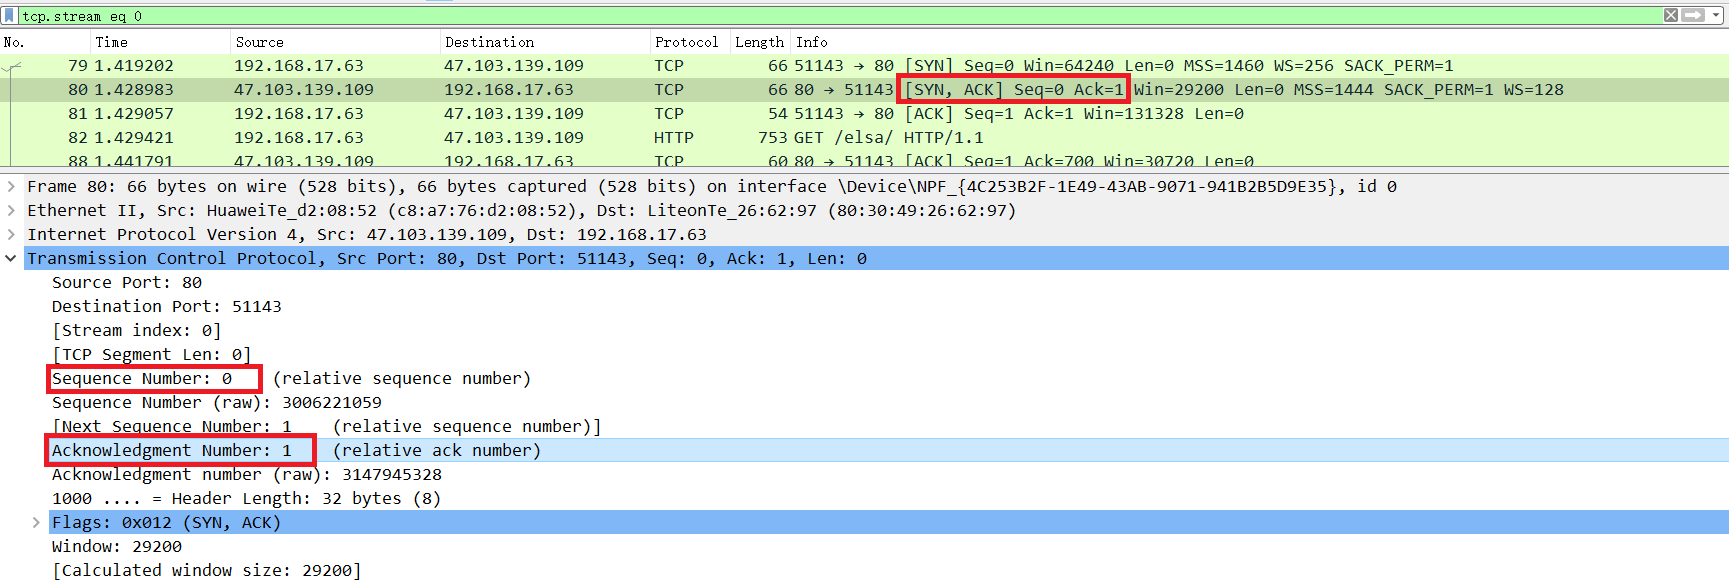 tcp.stream eq 0
No. Time Source Destination Protocol Length Info
79 1.419202 192.168.17.63 47.103.139.109 TCP 66 51143 → 80 [SYN] Seq=0 Win=64240 Len=0 MSS=1460 WS=256 SACK_PERM=1
80 1.428983 47.103.139.109 192.168.17.63 TCP 66 80 → 51143 [SYN, ACK] Seq=0 Ack=1 Win=29200 Len=0 MSS=1444 SACK_PERM=1 WS=128
81 1.429057 192.168.17.63 47.103.139.109 TCP 54 51143 → 80 [ACK] Seq=1 Ack=1 Win=131328 Len=0
82 1.429421 192.168.17.63 47.103.139.109 HTTP 753 GET /elsa/ HTTP/1.1
88 1.441791 47.103.139.109 192.168.17.63 TCP 60 80 → 51143 [ACK] Seq=1 Ack=700 Win=30720 Len=0
Frame 80: 66 bytes on wire (528 bits), 66 bytes captured (528 bits) on interface \Device\NPF_{4C253B2F-1E49-43AB-9071-941B2B5D9E35}, id 0
Ethernet II, Src: HuaweiTe_d2:08:52 (c8:a7:76:d2:08:52), Dst: LiteonTe_26:62:97 (80:30:49:26:62:97)
Internet Protocol Version 4, Src: 47.103.139.109, Dst: 192.168.17.63
Transmission Control Protocol, Src Port: 80, Dst Port: 51143, Seq: 0, Ack: 1, Len: 0
Source Port: 80
Destination Port: 51143
[Stream index: 0]
[TCP Segment Len: 0]
Sequence Number: 0 (relative sequence number)
Sequence Number (raw): 3006221059
[Next Sequence Number: 1 (relative sequence number)]
Acknowledgment Number: 1 (relative ack number)
Acknowledgment number (raw): 3147945328
1000 .... = Header Length: 32 bytes (8)
Flags: 0x012 (SYN, ACK)
Window: 29200
[Calculated window size: 29200]